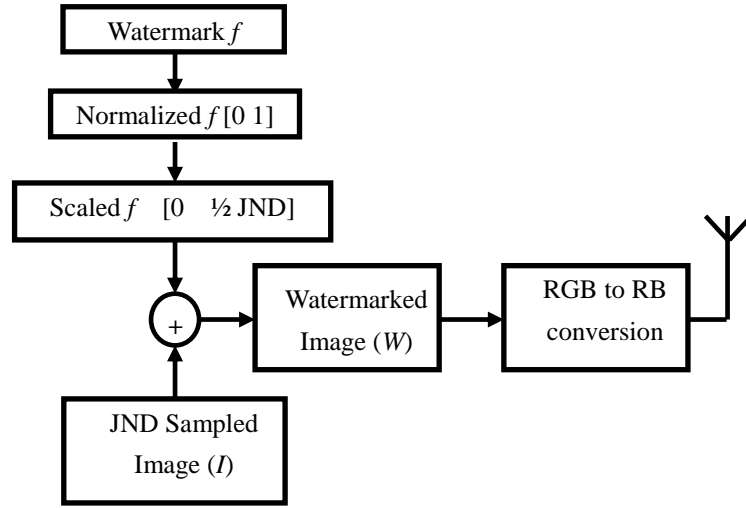 Watermark f
Normalized f [0 1]
Scaled f [0 ½ JND]
+
Watermarked
Image (W)
RGB to RB
conversion
JND Sampled
Image (I)